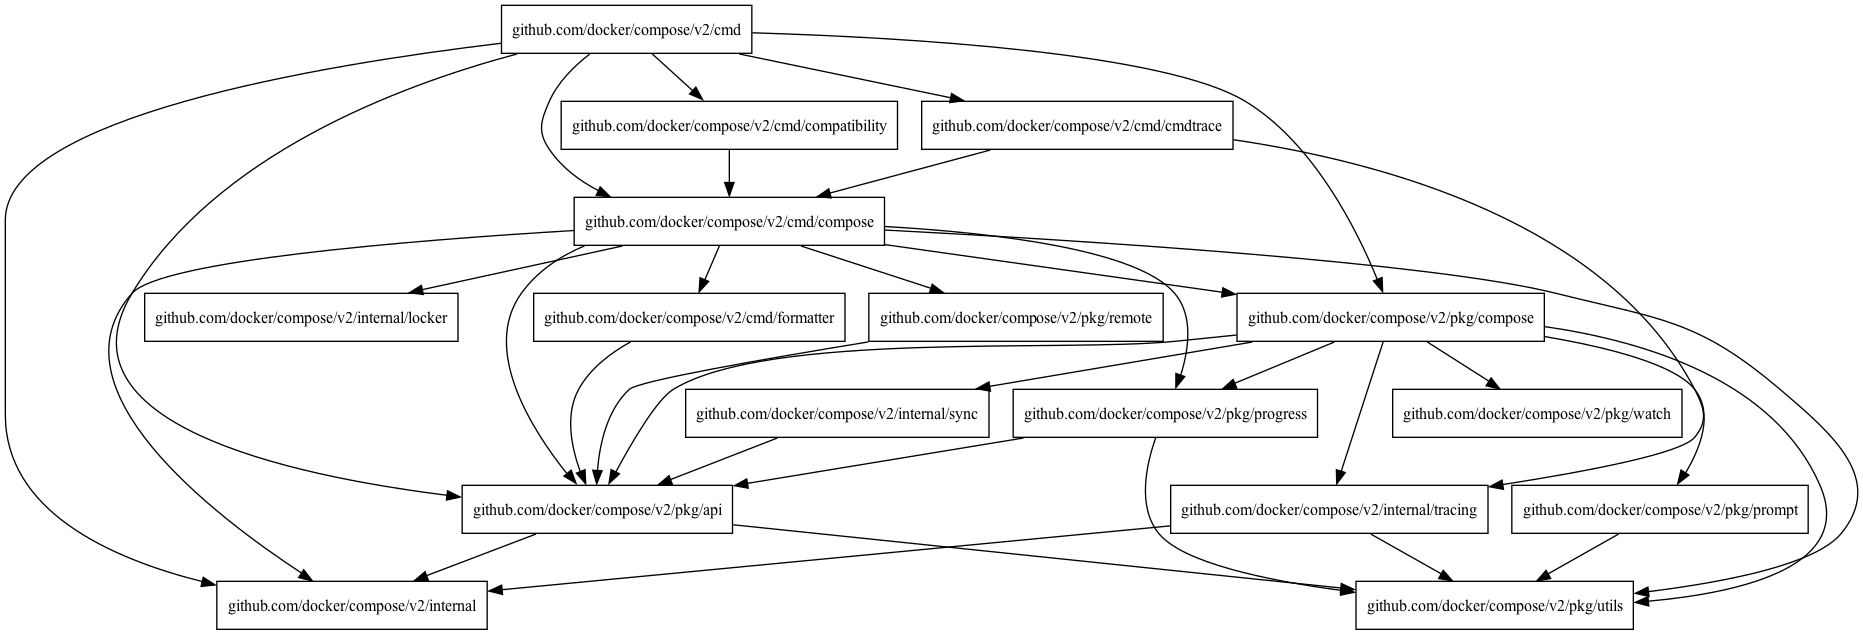 github.com/docker/compose/v2/cmd
github.com/docker/compose/v2/cmd/compatibility
github.com/docker/compose/v2/cmd/cmdtrace
github.com/docker/compose/v2/cmd/compose
github.com/docker/compose/v2/internal/locker
github.com/docker/compose/v2/cmd/formatter
github.com/docker/compose/v2/pkg/remote
github.com/docker/compose/v2/pkg/compose
github.com/docker/compose/v2/internal/sync
github.com/docker/compose/v2/pkg/progress
github.com/docker/compose/v2/pkg/watch
github.com/docker/compose/v2/pkg/api
github.com/docker/compose/v2/internal/tracing
github.com/docker/compose/v2/pkg/prompt
github.com/docker/compose/v2/internal
github.com/docker/compose/v2/pkg/utils